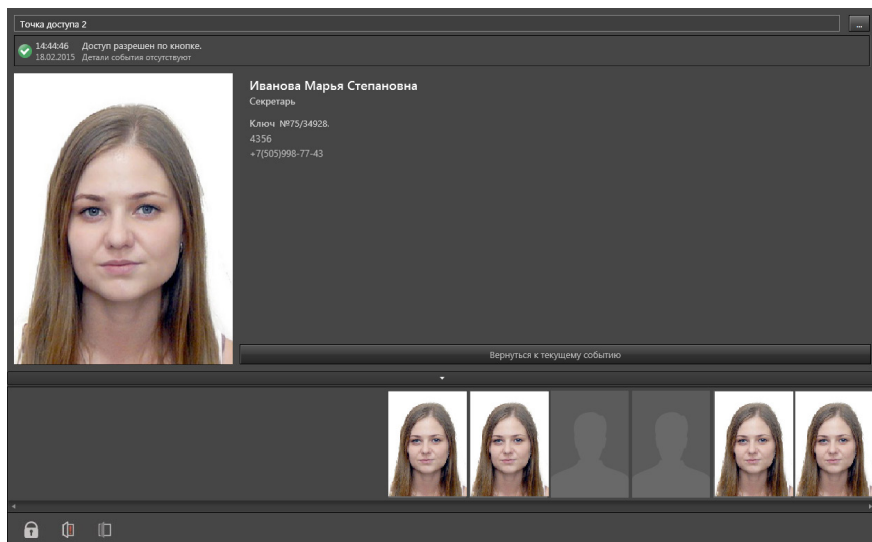 Точка доступа 2
...
14:44:46 Доступ разрешен по кнопке.
18.02.2015 Детали события отсутствуют
Иванова Марья Степановна
Секретарь
Ключ №75/34928.
4356
+7(505)998-77-43
Вернуться к текущему событию